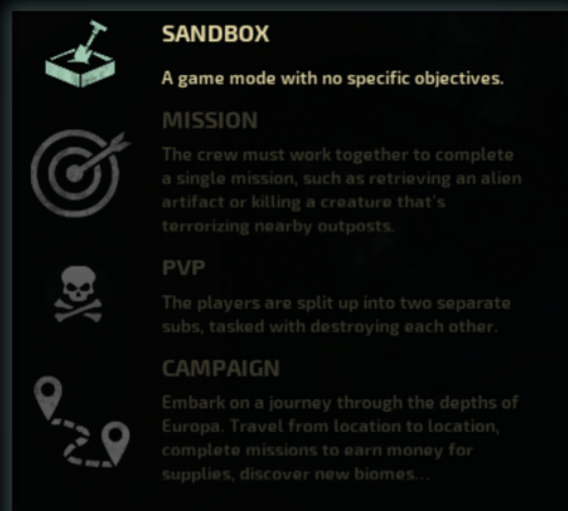 SANDBOX
A game mode with no specific objectives.
MISSION
The crew must work together to complete
a single mission, such as retrieving an alien
artifact or killing a creature that's
terrorizing nearby outposts.
PVP
The players are split up into two separate
subs, tasked with destroying each other.
CAMPAIGN
Embark on a journey through the depths of
Europa. Travel from location to location,
complete missions to earn money for
supplies, discover new biomes...